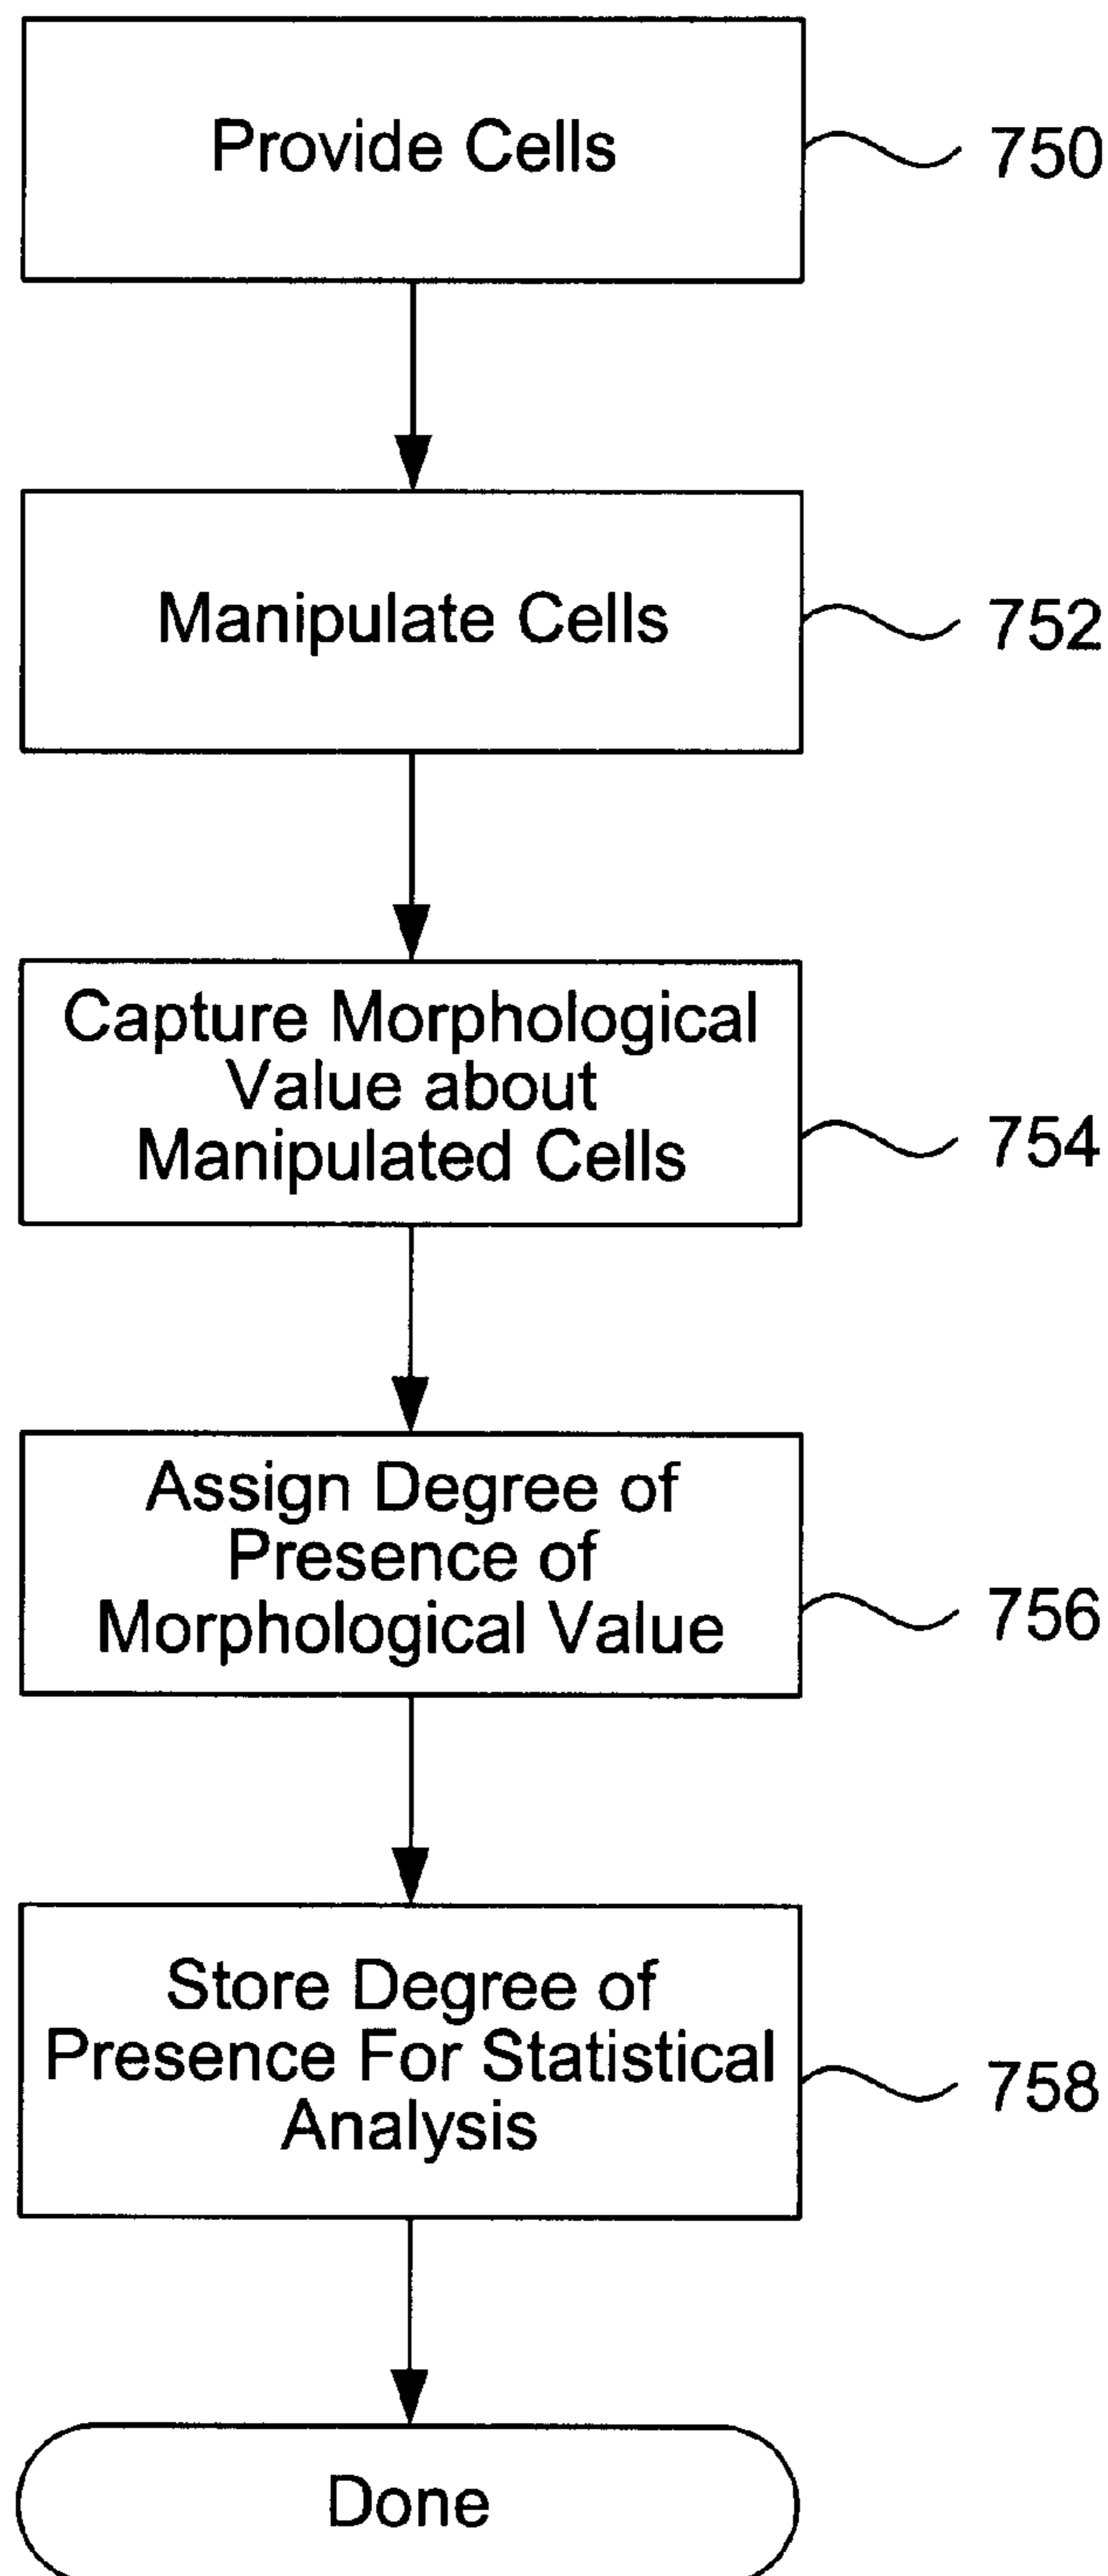 Provide Cells
750
Manipulate Cells
752
Capture Morphological
Value about
Manipulated Cells
754
Assign Degree of
Presence of
Morphological Value
756
Store Degree of
Presence For Statistical
Analysis
758
Done